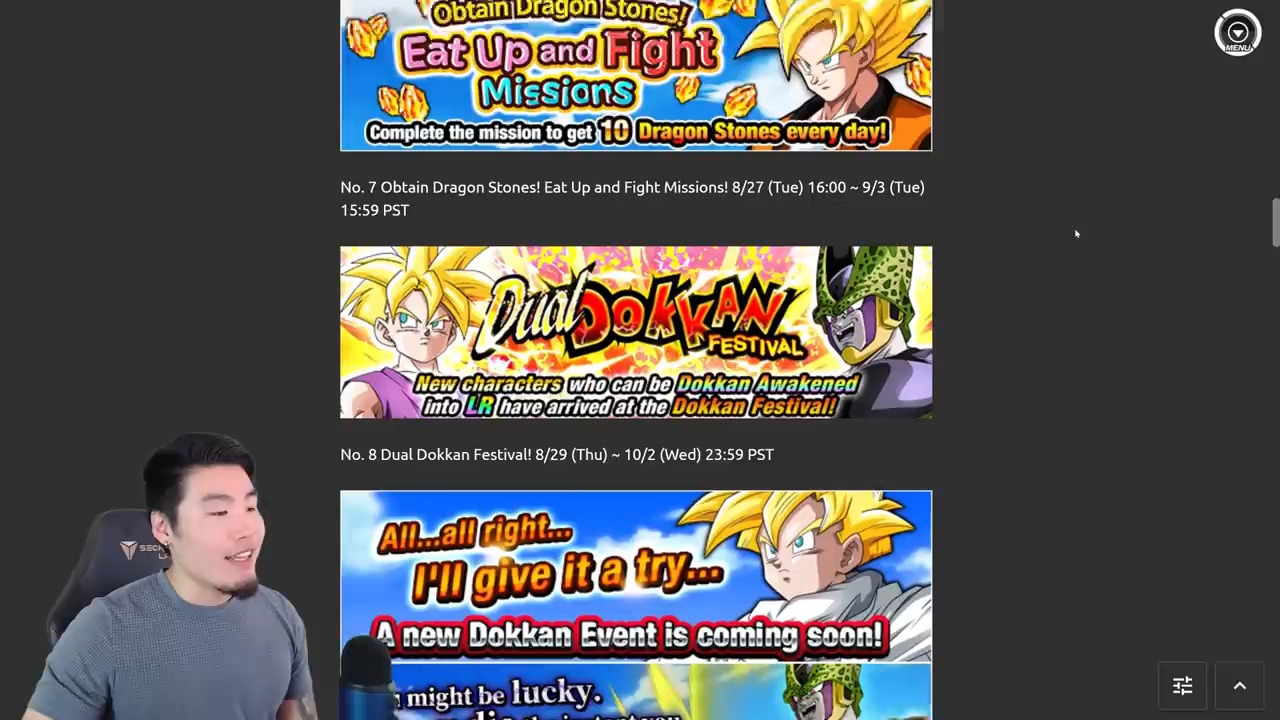 Obtain Dragon Stones!
Eat Up and Fight
Missions
Complete the mission to get 10 Dragon Stones every day!
MENU
No. 7 Obtain Dragon Stones! Eat Up and Fight Missions! 8/27 (Tue) 16:00 ~ 9/3 (Tue)
15:59 PST
Dual DOKKAN
FESTIVAL
New characters who can be Dokkan Awakened
into LR have arrived at the Dokkan Festival!
No. 8 Dual Dokkan Festival! 8/29 (Thu) ~ 10/2 (Wed) 23:59 PST
All...all right...
I'll give it a try...
A new Dokkan Event is coming soon!
might be lucky.